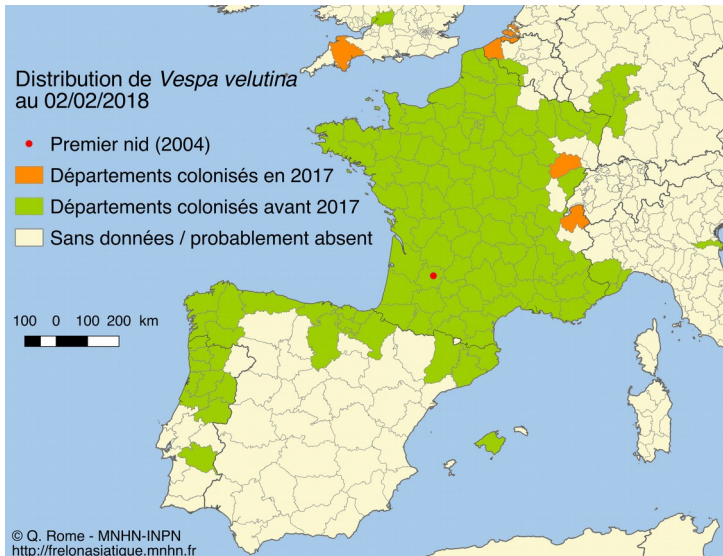 Distribution de Vespa velutina
au 02/02/2018
Premier nid (2004)
Départements colonisés en 2017
Départements colonisés avant 2017
Sans données / probablement absent
100 0 100 200 km
© Q. Rome - MNHN-INPN
http://frelonasiatique.mnhn.fr